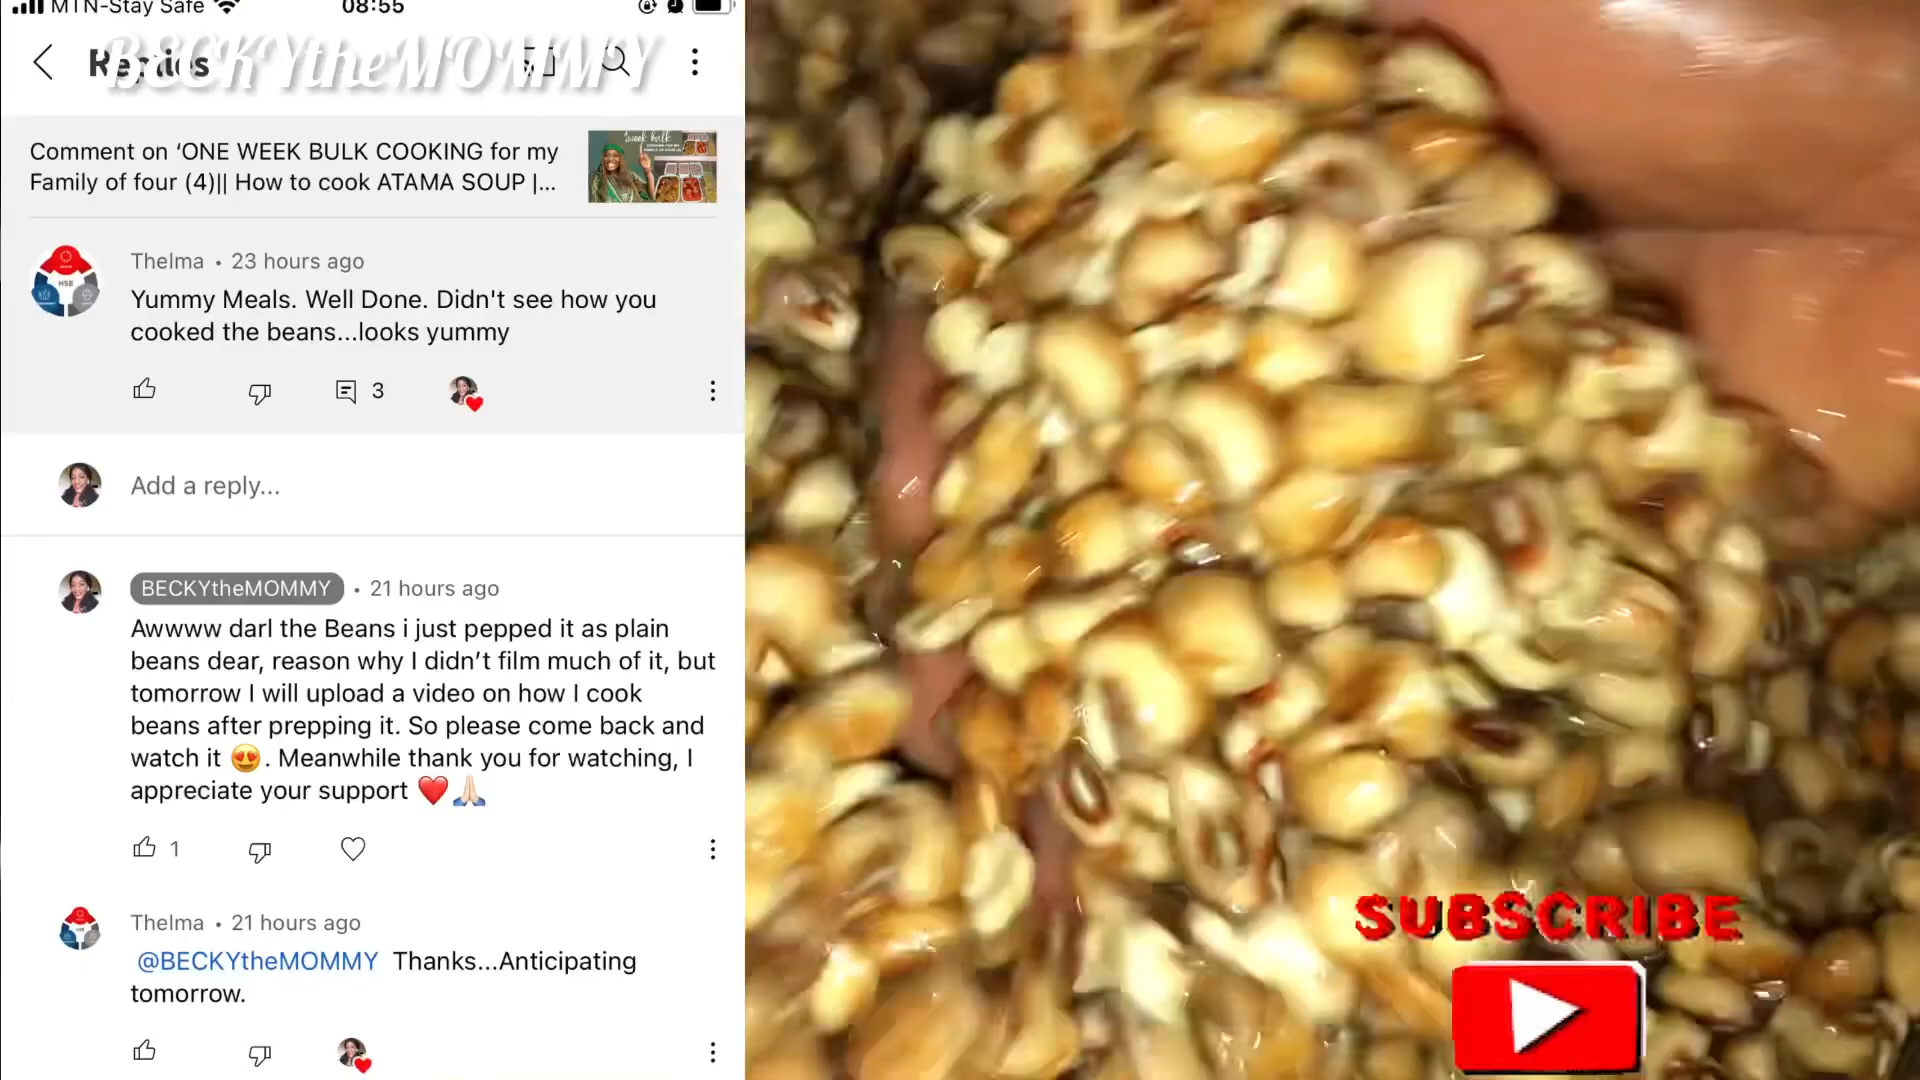 MTN-Stay Safe
08:55
Replies
BECKYtheMOMMY
Comment on ‘ONE WEEK BULK COOKING for my
Family of four (4)|| How to cook ATAMA SOUP |...
Thelma • 23 hours ago
Yummy Meals. Well Done. Didn't see how you
cooked the beans...looks yummy
3
Add a reply...
BECKYtheMOMMY • 21 hours ago
Awwww darl the Beans i just pepped it as plain
beans dear, reason why I didn’t film much of it, but
tomorrow I will upload a video on how I cook
beans after prepping it. So please come back and
watch it 😍. Meanwhile thank you for watching, I
appreciate your support ❤️🙏🏻
1
Thelma • 21 hours ago
@BECKYtheMOMMY Thanks...Anticipating
tomorrow.
SUBSCRIBE